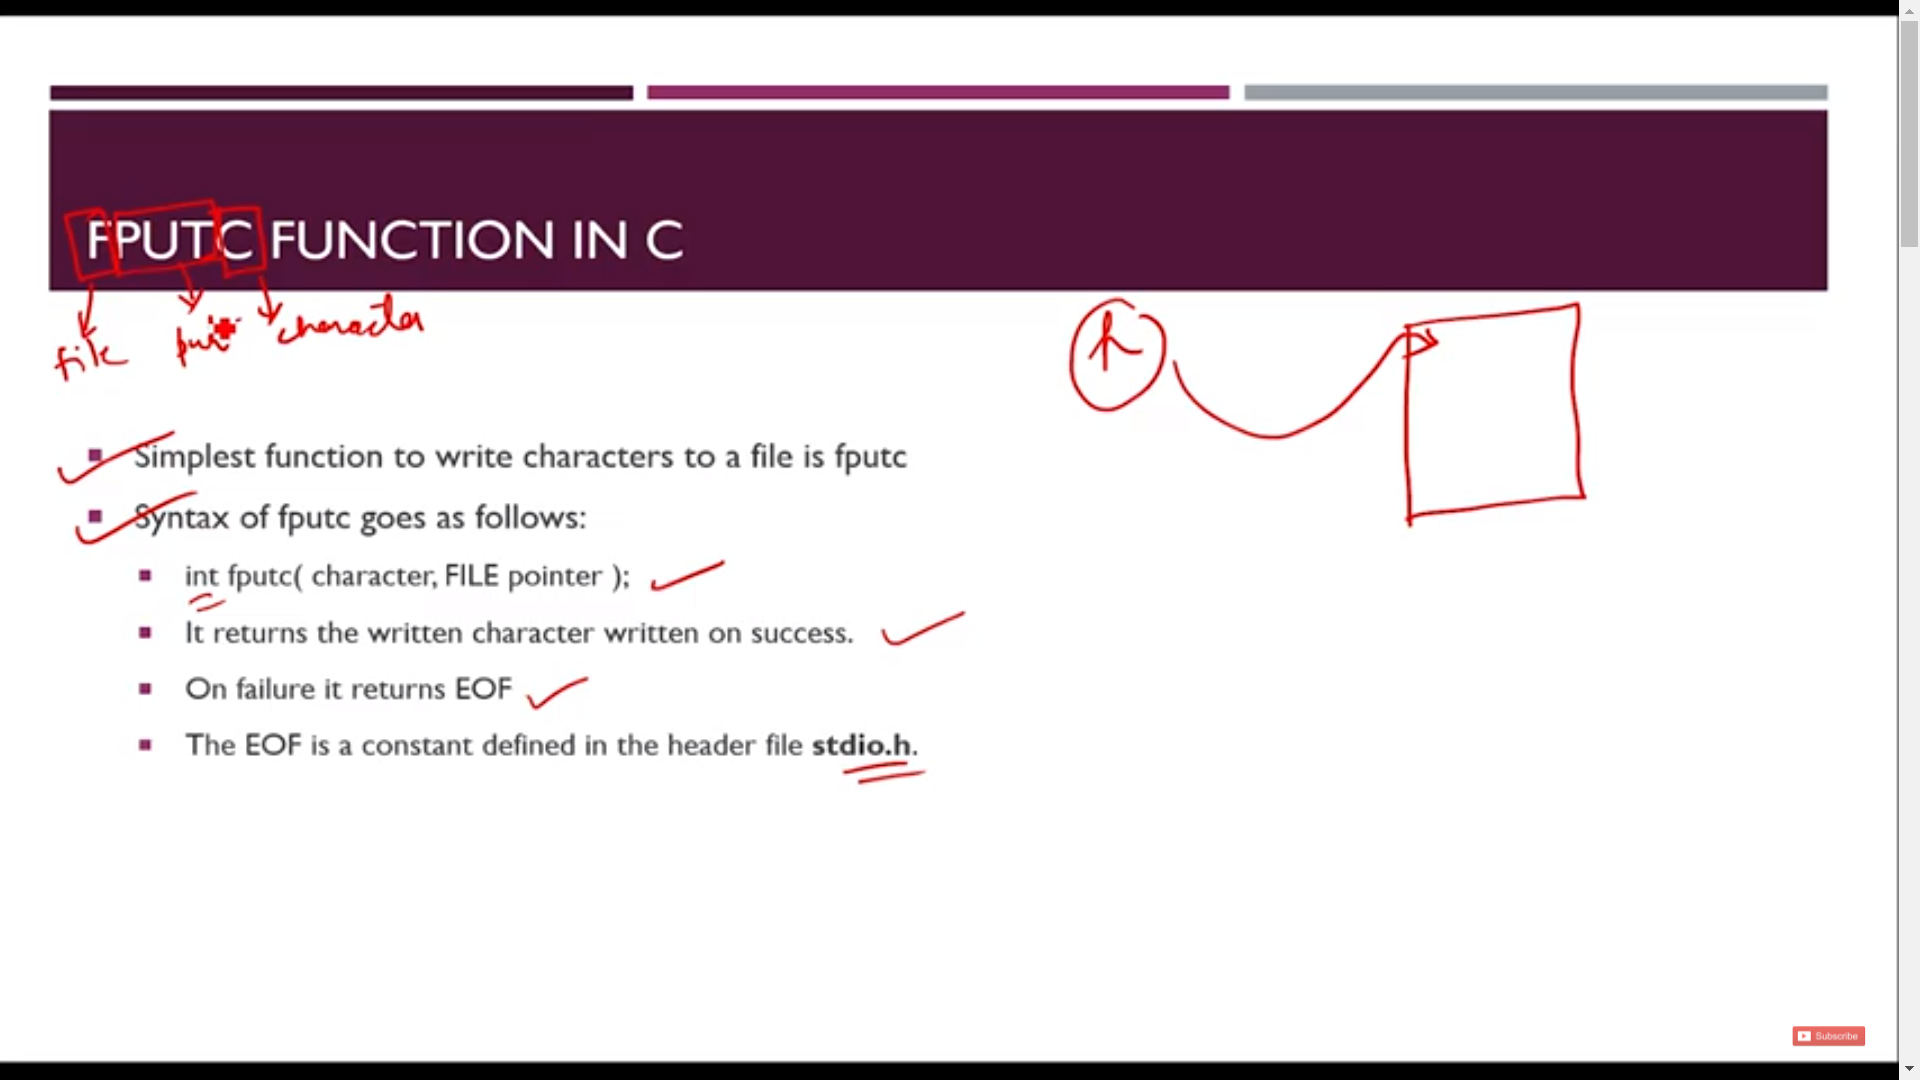 FPUTC FUNCTION IN C
file put character
h
Simplest function to write characters to a file is fputc
Syntax of fputc goes as follows:
int fputc( character, FILE pointer );
It returns the written character written on success.
On failure it returns EOF
The EOF is a constant defined in the header file stdio.h.
Subscribe